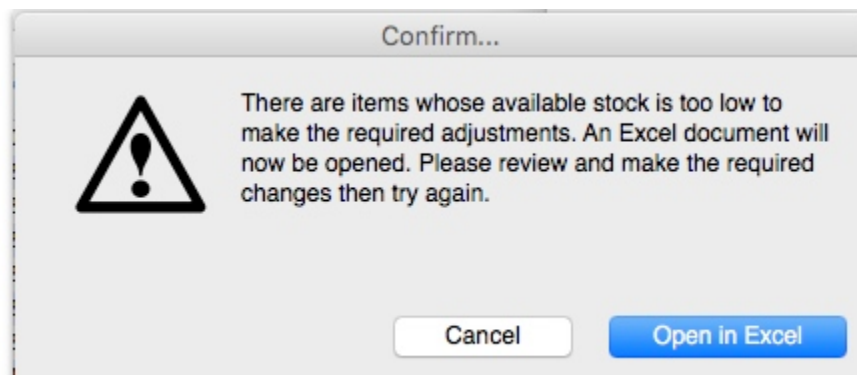 Confirm...
There are items whose available stock is too low to
make the required adjustments. An Excel document will
now be opened. Please review and make the required
changes then try again.
Cancel
Open in Excel